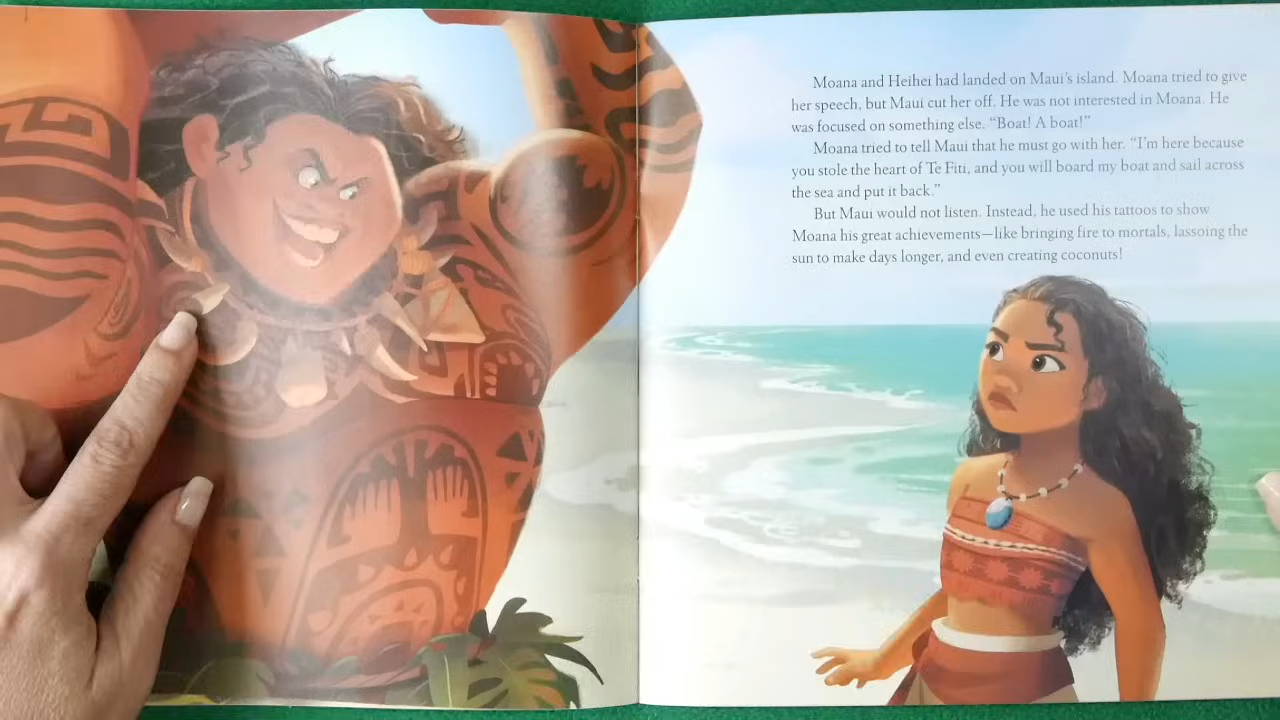 Moana and Heihei had landed on Maui's island. Moana tried to give
her speech, but Maui cut her off. He was not interested in Moana. He
was focused on something else. “Boat! A boat!”
Moana tried to tell Maui that he must go with her. “I'm here because
you stole the heart of Te Fiti, and you will board my boat and sail across
the sea and put it back.”
But Maui would not listen. Instead, he used his tattoos to show
Moana his great achievements—like bringing fire to mortals, lassoing the
sun to make days longer, and even creating coconuts!